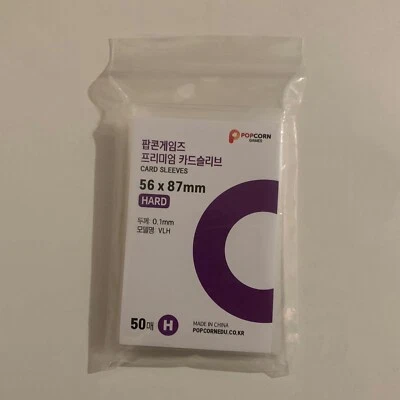 POPCORN
GAMES
팝콘게임즈
프리미엄 카드슬리브
CARD SLEEVES
56 x 87mm
HARD
두께: 0.1mm
모델명: VLH
50매 H
MADE IN CHINA
POPCORNEDU.CO.KR